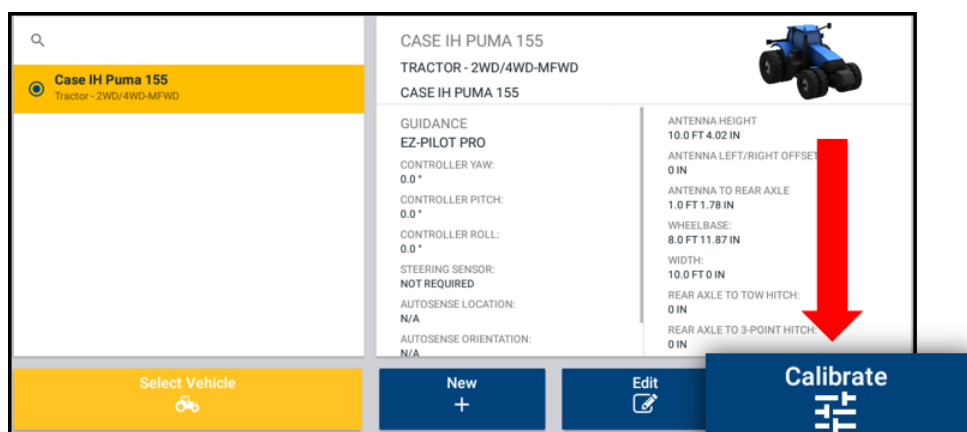 Case IH Puma 155
Tractor - 2WD/4WD-MFWD
CASE IH PUMA 155
TRACTOR - 2WD/4WD-MFWD
CASE IH PUMA 155
GUIDANCE
EZ-PILOT PRO
CONTROLLER YAW:
0.0 °
CONTROLLER PITCH:
0.0 °
CONTROLLER ROLL:
0.0 °
STEERING SENSOR:
NOT REQUIRED
AUTOSENSE LOCATION:
N/A
AUTOSENSE ORIENTATION:
N/A
ANTENNA HEIGHT
10.0 FT 4.02 IN
ANTENNA LEFT/RIGHT OFFSET
0 IN
ANTENNA TO REAR AXLE
1.0 FT 1.78 IN
WHEELBASE:
8.0 FT 11.87 IN
WIDTH:
10.0 FT 0 IN
REAR AXLE TO TOW HITCH:
0 IN
REAR AXLE TO 3-POINT HITCH:
0 IN
Select Vehicle
New
Edit
Calibrate